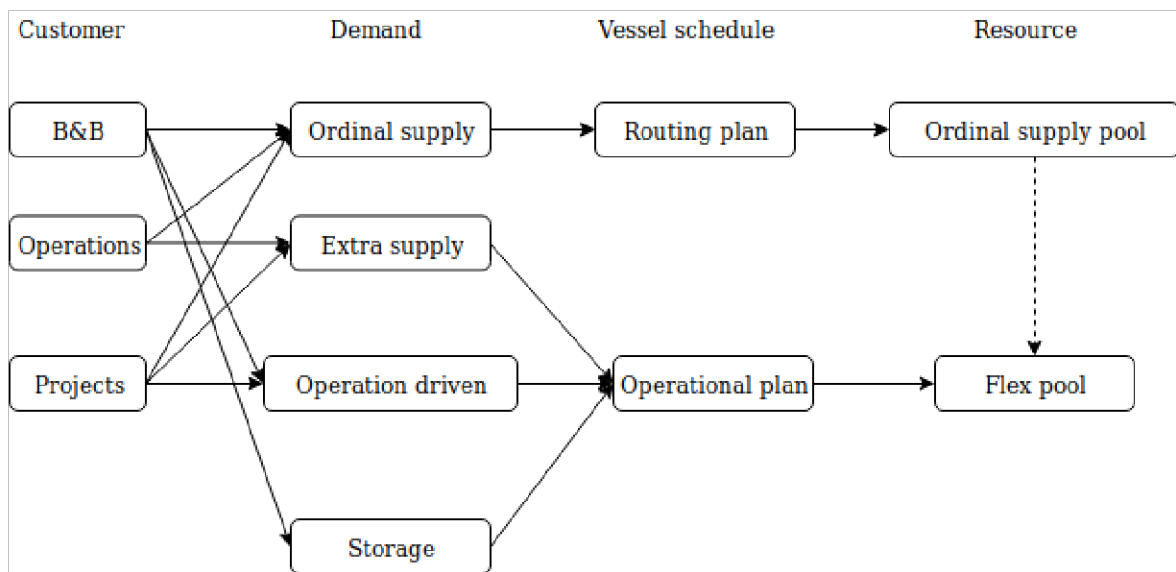 Customer Demand Vessel schedule Resource
B&B Ordinal supply Routing plan Ordinal supply pool
Operations Extra supply
Projects Operation driven Operational plan Flex pool
Storage